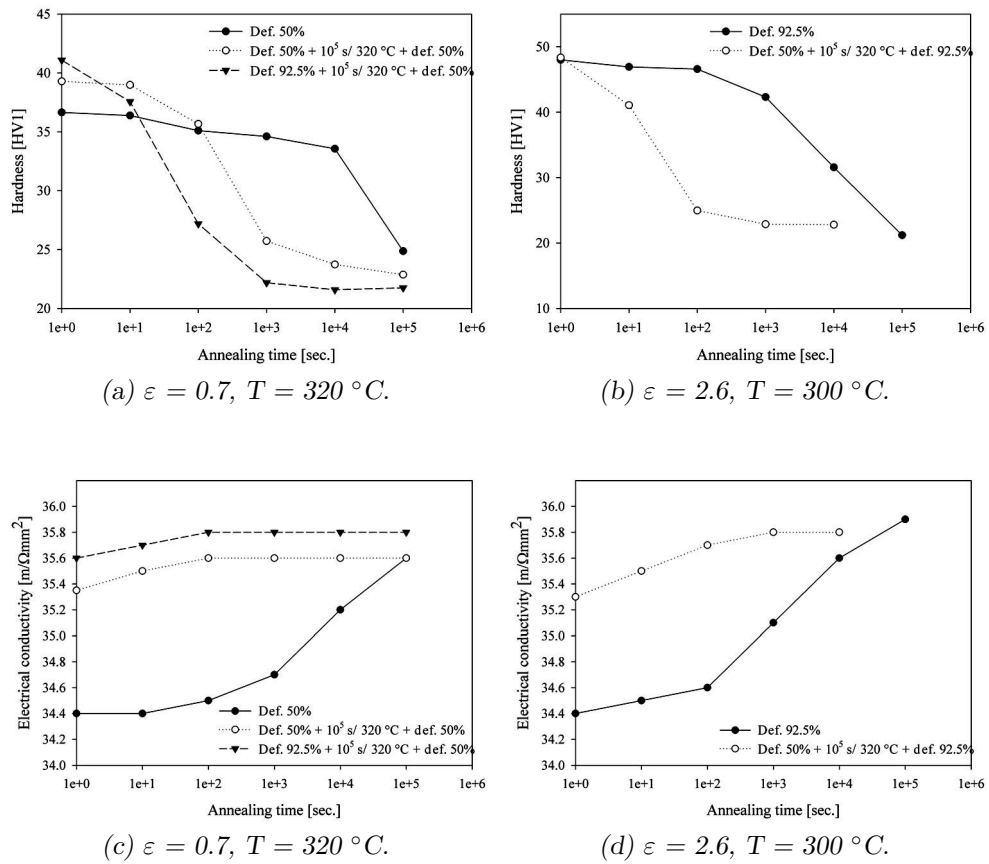 Def. 50%
Def. 50% + 10⁵ s/ 320 °C + def. 50%
Def. 92.5% + 10⁵ s/ 320 °C + def. 50%
Hardness [HV1]
45
40
35
30
25
20
1e+0 1e+1 1e+2 1e+3 1e+4 1e+5 1e+6
Annealing time [sec.]
(a) ε = 0.7, T = 320 °C.
Def. 92.5%
Def. 50% + 10⁵ s/ 320 °C + def. 92.5%
Hardness [HV1]
50
40
30
20
10
1e+0 1e+1 1e+2 1e+3 1e+4 1e+5 1e+6
Annealing time [sec.]
(b) ε = 2.6, T = 300 °C.
Electrical conductivity [m/Ωmm²]
36.0
35.8
35.6
35.4
35.2
35.0
34.8
34.6
34.4
34.2
34.0
Def. 50%
Def. 50% + 10⁵ s/ 320 °C + def. 50%
Def. 92.5% + 10⁵ s/ 320 °C + def. 50%
1e+0 1e+1 1e+2 1e+3 1e+4 1e+5 1e+6
Annealing time [sec.]
(c) ε = 0.7, T = 320 °C.
Electrical conductivity [m/Ωmm²]
36.0
35.8
35.6
35.4
35.2
35.0
34.8
34.6
34.4
34.2
34.0
Def. 92.5%
Def. 50% + 10⁵ s/ 320 °C + def. 92.5%
1e+0 1e+1 1e+2 1e+3 1e+4 1e+5 1e+6
Annealing time [sec.]
(d) ε = 2.6, T = 300 °C.